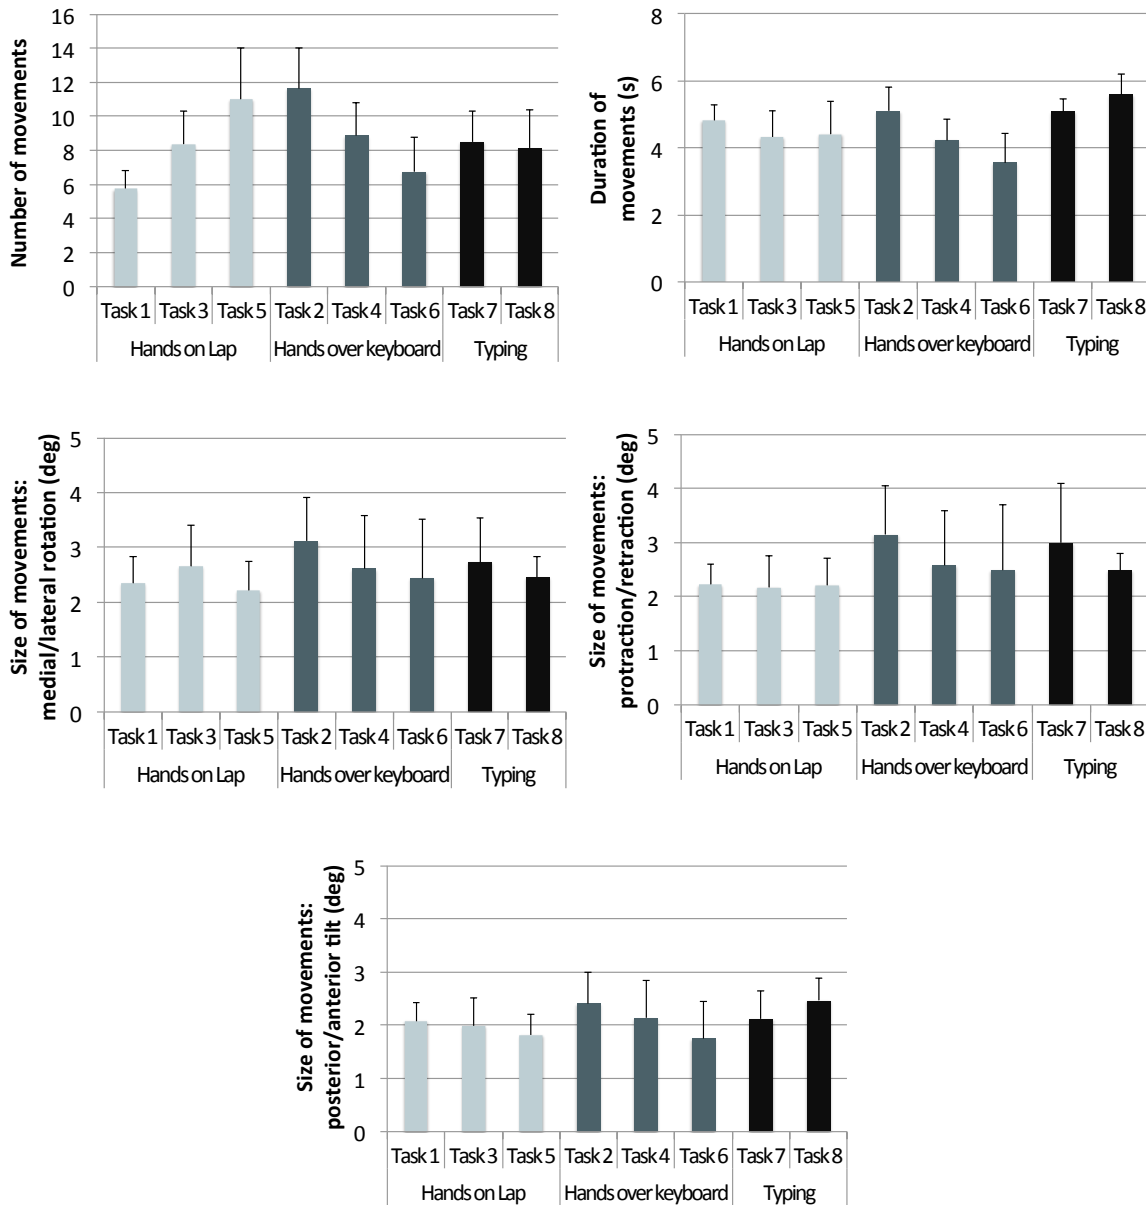 Number of movements
16
14
12
10
8
6
4
2
0
Task 1 Task 3 Task 5 Task 2 Task 4 Task 6 Task 7 Task 8
Hands on Lap Hands over keyboard Typing
Duration of
movements (s)
8
6
4
2
0
Task 1 Task 3 Task 5 Task 2 Task 4 Task 6 Task 7 Task 8
Hands on Lap Hands over keyboard Typing
Size of movements:
medial/lateral rotation (deg)
5
4
3
2
1
0
Task 1 Task 3 Task 5 Task 2 Task 4 Task 6 Task 7 Task 8
Hands on Lap Hands over keyboard Typing
Size of movements:
protraction/retraction (deg)
5
4
3
2
1
0
Task 1 Task 3 Task 5 Task 2 Task 4 Task 6 Task 7 Task 8
Hands on Lap Hands over keyboard Typing
Size of movements:
posterior/anterior tilt (deg)
5
4
3
2
1
0
Task 1 Task 3 Task 5 Task 2 Task 4 Task 6 Task 7 Task 8
Hands on Lap Hands over keyboard Typing